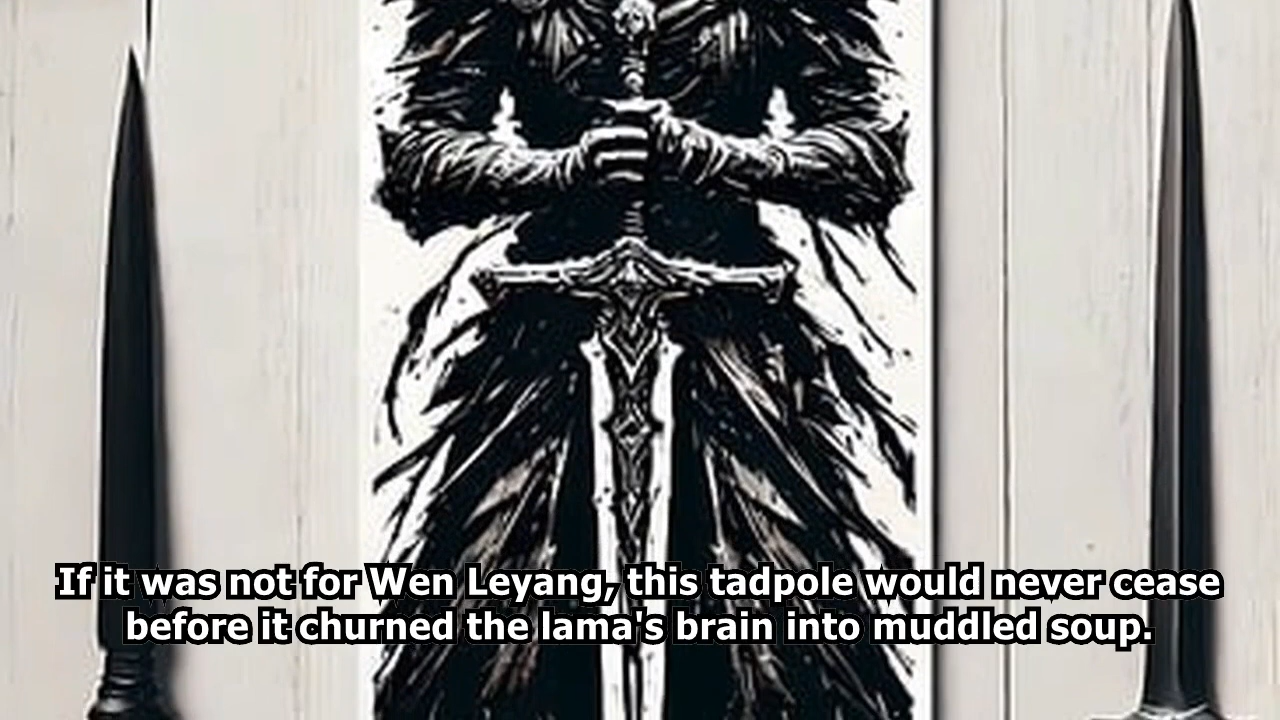 If it was not for Wen Leyang, this tadpole would never cease
before it churned the lama's brain into muddled soup.